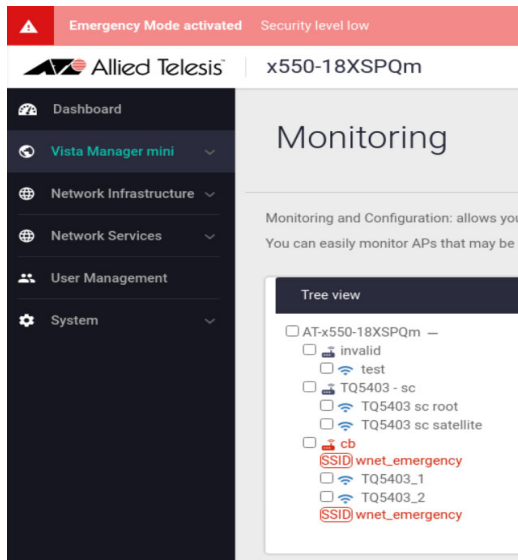 Emergency Mode activated Security level low
Allied Telesis x550-18XSPQm
Dashboard
Vista Manager mini
Network Infrastructure
Network Services
User Management
System
Monitoring
Monitoring and Configuration: allows you
You can easily monitor APs that may be
Tree view
AT-x550-18XSPQm —
invalid
test
TQ5403 - sc
TQ5403 sc root
TQ5403 sc satellite
cb
SSID wnet_emergency
TQ5403_1
TQ5403_2
SSID wnet_emergency